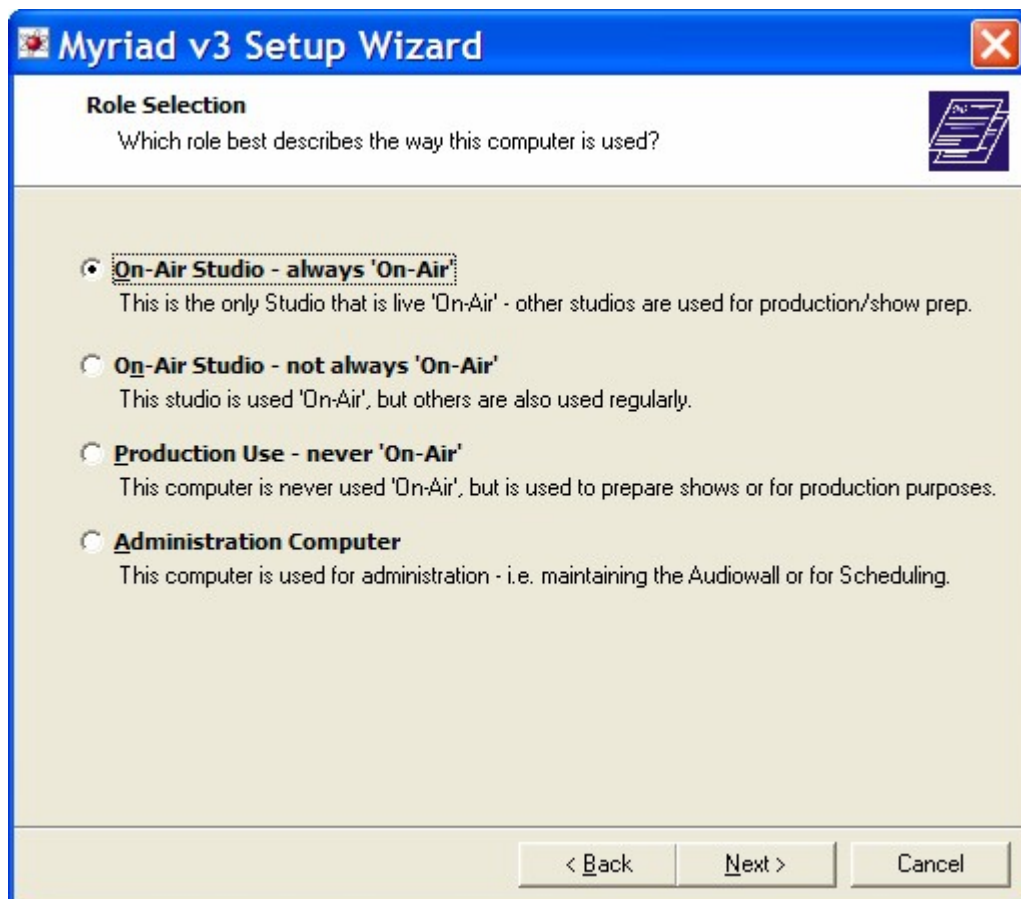 Myriad v3 Setup Wizard
Role Selection
Which role best describes the way this computer is used?
On-Air Studio - always 'On-Air'
This is the only Studio that is live 'On-Air' - other studios are used for production/show prep.
On-Air Studio - not always 'On-Air'
This studio is used 'On-Air', but others are also used regularly.
Production Use - never 'On-Air'
This computer is never used 'On-Air', but is used to prepare shows or for production purposes.
Administration Computer
This computer is used for administration - i.e. maintaining the Audiowall or for Scheduling.
< Back Next > Cancel